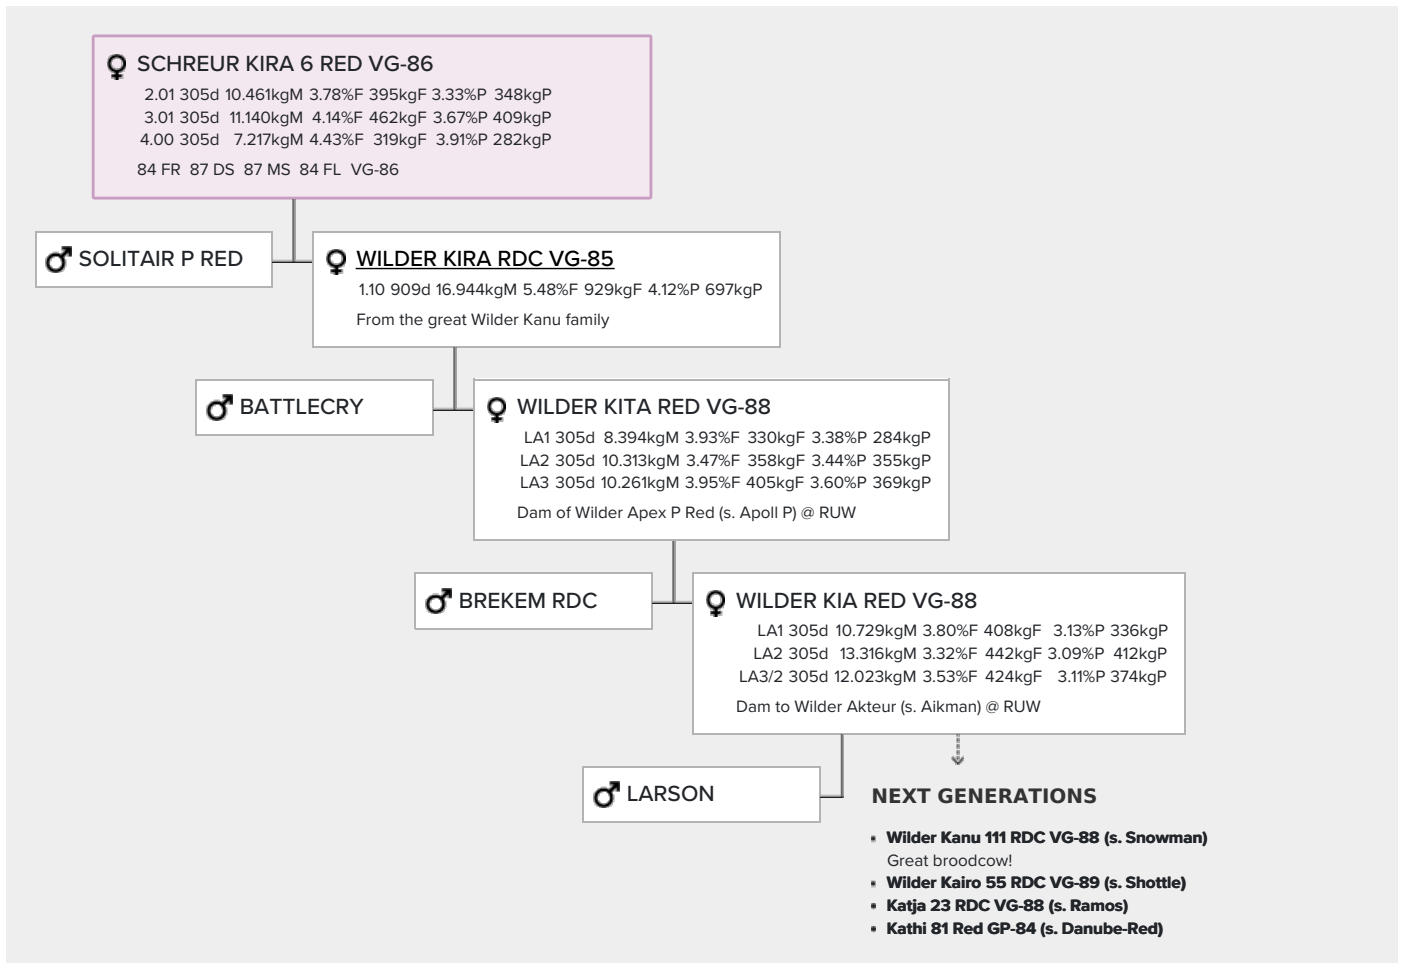 SCHREUR KIRA 6 RED VG-86
2.01 305d 10.461kgM 3.78%F 395kgF 3.33%P 348kgP
3.01 305d 11.140kgM 4.14%F 462kgF 3.67%P 409kgP
4.00 305d 7.217kgM 4.43%F 319kgF 3.91%P 282kgP
84 FR 87 DS 87 MS 84 FL VG-86
SOLITAIR P RED
WILDER KIRA RDC VG-85
1.10 909d 16.944kgM 5.48%F 929kgF 4.12%P 697kgP
From the great Wilder Kanu family
BATTLECRY
WILDER KITA RED VG-88
LA1 305d 8.394kgM 3.93%F 330kgF 3.38%P 284kgP
LA2 305d 10.313kgM 3.47%F 358kgF 3.44%P 355kgP
LA3 305d 10.261kgM 3.95%F 405kgF 3.60%P 369kgP
Dam of Wilder Apex P Red (s. Apoll P) @ RUW
BREKEM RDC
WILDER KIA RED VG-88
LA1 305d 10.729kgM 3.80%F 408kgF 3.13%P 336kgP
LA2 305d 13.316kgM 3.32%F 442kgF 3.09%P 412kgP
LA3/2 305d 12.023kgM 3.53%F 424kgF 3.11%P 374kgP
Dam to Wilder Akteur (s. Aikman) @ RUW
LARSON
NEXT GENERATIONS
Wilder Kanu 111 RDC VG-88 (s. Snowman)
Great broodcow!
Wilder Kairo 55 RDC VG-89 (s. Shottle)
Katja 23 RDC VG-88 (s. Ramos)
Kathi 81 Red GP-84 (s. Danube-Red)